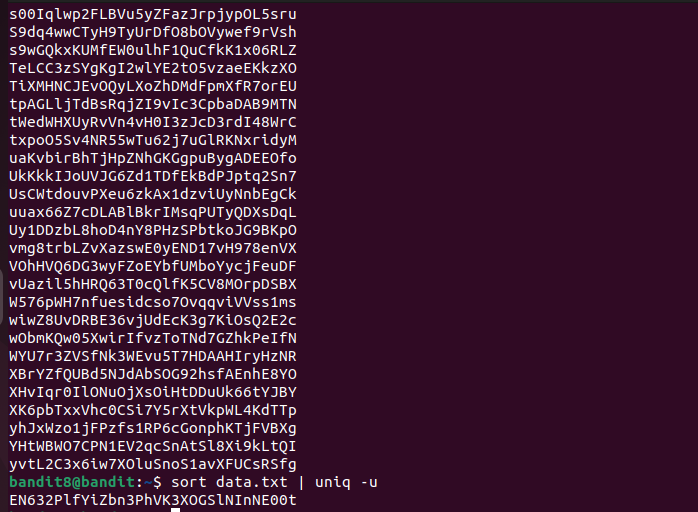 s00Iqlwp2FLBVu5yZFazJrpjypOL5sru
S9dq4wwCTyH9TyUrDfO8bOVywef9rVsh
s9wGQkxKUMfEW0ulhF1QuCfkK1x06RLZ
TeLCC3zSYgKgI2wlYE2tO5vzaeEKkzXO
TiXMHNCJEvOQyLXoZhDMdFpmXfR7orEU
tpAGLljTdBsRqjZI9vIc3CpbaDAB9MTN
tWedWHXUyRvVn4vH0I3zJcD3rdI48WrC
txpoO5Sv4NR55wTu62j7uGlRKNxridyM
uaKvbirBhTjHpZNhGKGgpuBygADEEOfo
UkKkkIJoUVJG6Zd1TDfEkBdPJptq2Sn7
UsCWtdouvPXeu6zkAx1dzviUyNnbEgCk
uuax66Z7cDLABlBkrIMsqPUTyQDXsDqL
Uy1DDzbL8hoD4nY8PHzSPbtkoJG9BKpO
vmg8trbLZvXazswE0yEND17vH978enVX
VOhHVQ6DG3wyFZoEYbfUMboYycjFeuDF
vUazil5hHRQ63T0cQlfK5CV8MOrpDSBX
W576pWH7nfuesidcso7OvqqviVVss1ms
wiwZ8UvDRBE36vjUdEcK3g7KiOsQ2E2c
wObmKQw05XwirIfvzToTNd7GZhkPeIfN
WYU7r3ZVSfNk3WEvu5T7HDAAHIryHzNR
XBrYZfQUBd5NJdAbSOG92hsfAEnhE8YO
XHvIqr0IlONuOjXsOiHtDDuUk66tYJBY
XK6pbTxxVhc0CSi7Y5rXtVkpWL4KdTTp
yhJxWzo1jFPzfs1RP6cGonphKTjFVBXg
YHtWBWO7CPN1EV2qcSnAtSl8Xi9kLtQI
yvtL2C3x6iw7XOluSnoS1avXFUCsRSfg
bandit8@bandit:~$ sort data.txt | uniq -u
EN632PlfYiZbn3PhVK3XOGSlNInNE00t